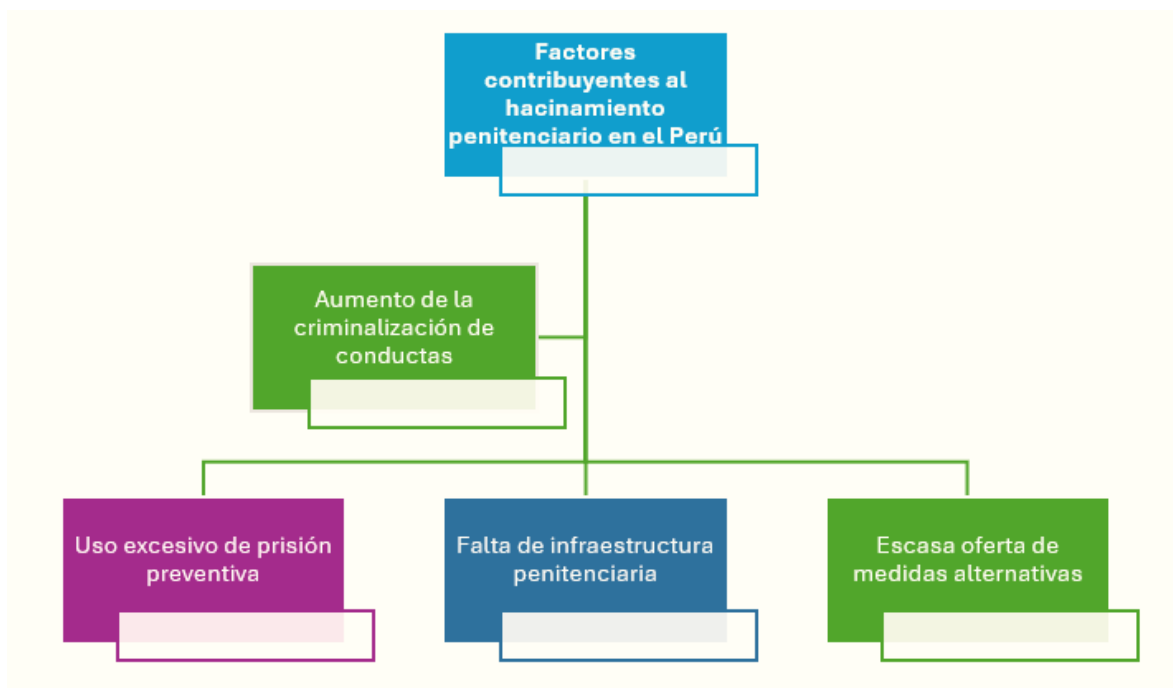 Factores
contribuyentes al
hacinamiento
penitenciario en el Perú
Aumento de la
criminalización de
conductas
Uso excesivo de prisión
preventiva
Falta de infraestructura
penitenciaria
Escasa oferta de
medidas alternativas